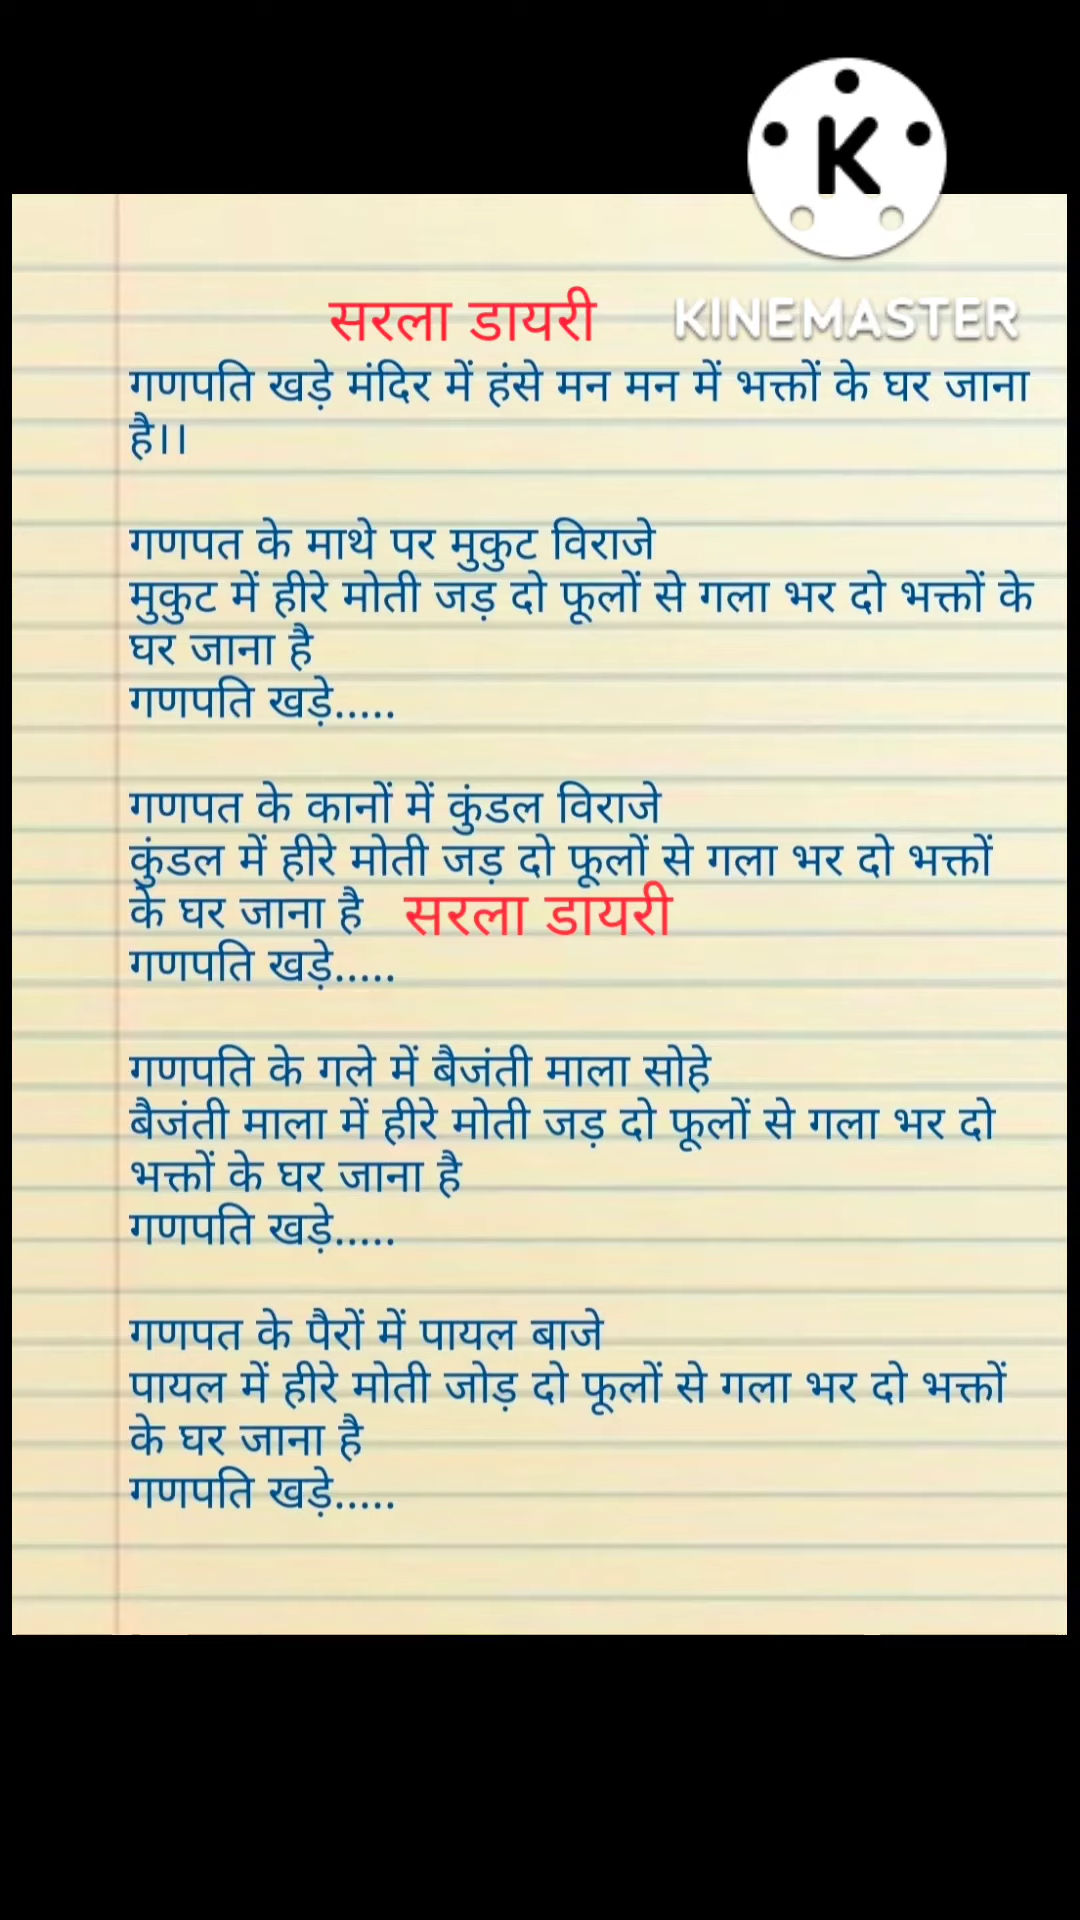 K
KINEMASTER
सरला डायरी
गणपति खड़े मंदिर में हंसे मन मन में भक्तों के घर जाना
है।।
गणपत के माथे पर मुकुट विराजे
मुकुट में हीरे मोती जड़ दो फूलों से गला भर दो भक्तों के
घर जाना है
गणपति खड़े.....
गणपत के कानों में कुंडल विराजे
कुंडल में हीरे मोती जड़ दो फूलों से गला भर दो भक्तों
के घर जाना है सरला डायरी
गणपति खड़े.....
गणपति के गले में बैजंती माला सोहे
बैजंती माला में हीरे मोती जड़ दो फूलों से गला भर दो
भक्तों के घर जाना है
गणपति खड़े.....
गणपत के पैरों में पायल बाजे
पायल में हीरे मोती जोड़ दो फूलों से गला भर दो भक्तों
के घर जाना है
गणपति खड़े.....